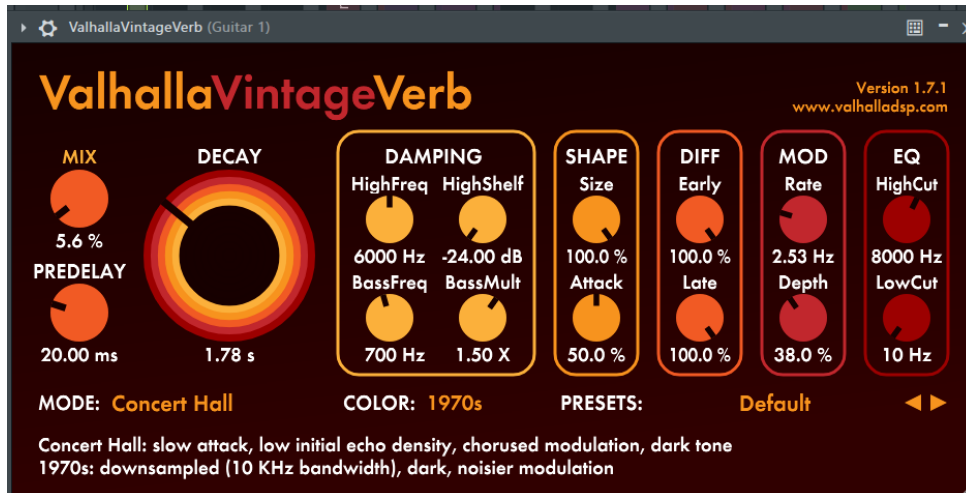 ValhallaVintageVerb (Guitar 1)
ValhallaVintageVerb
Version 1.7.1
www.valhalladsp.com
MIX
5.6 %
PREDELAY
20.00 ms
DECAY
1.78 s
DAMPING
HighFreq HighShelf
6000 Hz -24.00 dB
BassFreq BassMult
700 Hz 1.50 X
SHAPE
Size
100.0 %
Attack
50.0 %
DIFF
Early
100.0 %
Late
100.0 %
MOD
Rate
2.53 Hz
Depth
38.0 %
EQ
HighCut
8000 Hz
LowCut
10 Hz
MODE: Concert Hall COLOR: 1970s PRESETS: Default
Concert Hall: slow attack, low initial echo density, chorused modulation, dark tone
1970s: downsampled (10 KHz bandwidth), dark, noisier modulation